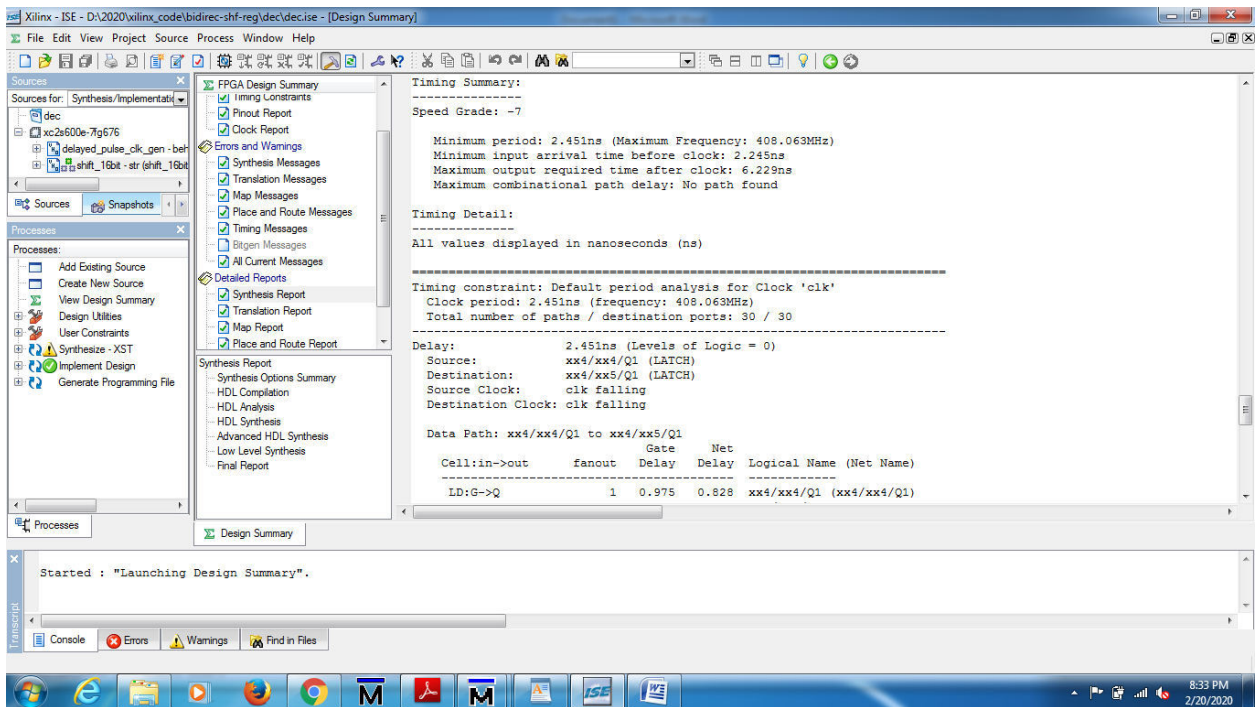 Xilinx - ISE - D:\2020\xilinx_code\bidirec-shf-reg\dec\dec.ise - [Design Summary]
File Edit View Project Source Process Window Help
Sources
Sources for: Synthesis/Implementatic
dec
xc2s600e-7fg676
delayed_pulse_clk_gen - beh
shift_16bit - str (shift_16bit
Sources
Snapshots
Processes
Processes:
Add Existing Source
Create New Source
View Design Summary
Design Utilities
User Constraints
Synthesize - XST
Implement Design
Generate Programming File
Processes
FPGA Design Summary
Timing Constraints
Pinout Report
Clock Report
Errors and Warnings
Synthesis Messages
Translation Messages
Map Messages
Place and Route Messages
Timing Messages
Bitgen Messages
All Current Messages
Detailed Reports
Synthesis Report
Translation Report
Map Report
Place and Route Report
Synthesis Report
Synthesis Options Summary
HDL Compilation
HDL Analysis
HDL Synthesis
Advanced HDL Synthesis
Low Level Synthesis
Final Report
Design Summary
Timing Summary:
---------------
Speed Grade: -7
Minimum period: 2.451ns (Maximum Frequency: 408.063MHz)
Minimum input arrival time before clock: 2.245ns
Maximum output required time after clock: 6.229ns
Maximum combinational path delay: No path found
Timing Detail:
--------------
All values displayed in nanoseconds (ns)
=========================================================================
Timing constraint: Default period analysis for Clock 'clk'
Clock period: 2.451ns (frequency: 408.063MHz)
Total number of paths / destination ports: 30 / 30
-------------------------------------------------------------------------
Delay: 2.451ns (Levels of Logic = 0)
Source: xx4/xx4/Q1 (LATCH)
Destination: xx4/xx5/Q1 (LATCH)
Source Clock: clk falling
Destination Clock: clk falling
Data Path: xx4/xx4/Q1 to xx4/xx5/Q1
Gate Net
Cell:in->out fanout Delay Delay Logical Name (Net Name)
---------------------------------------- ------------
LD:G->Q 1 0.975 0.828 xx4/xx4/Q1 (xx4/xx4/Q1)
Started : "Launching Design Summary".
Transcript
Console
Errors
Warnings
Find in Files
ISE
8:33 PM
2/20/2020